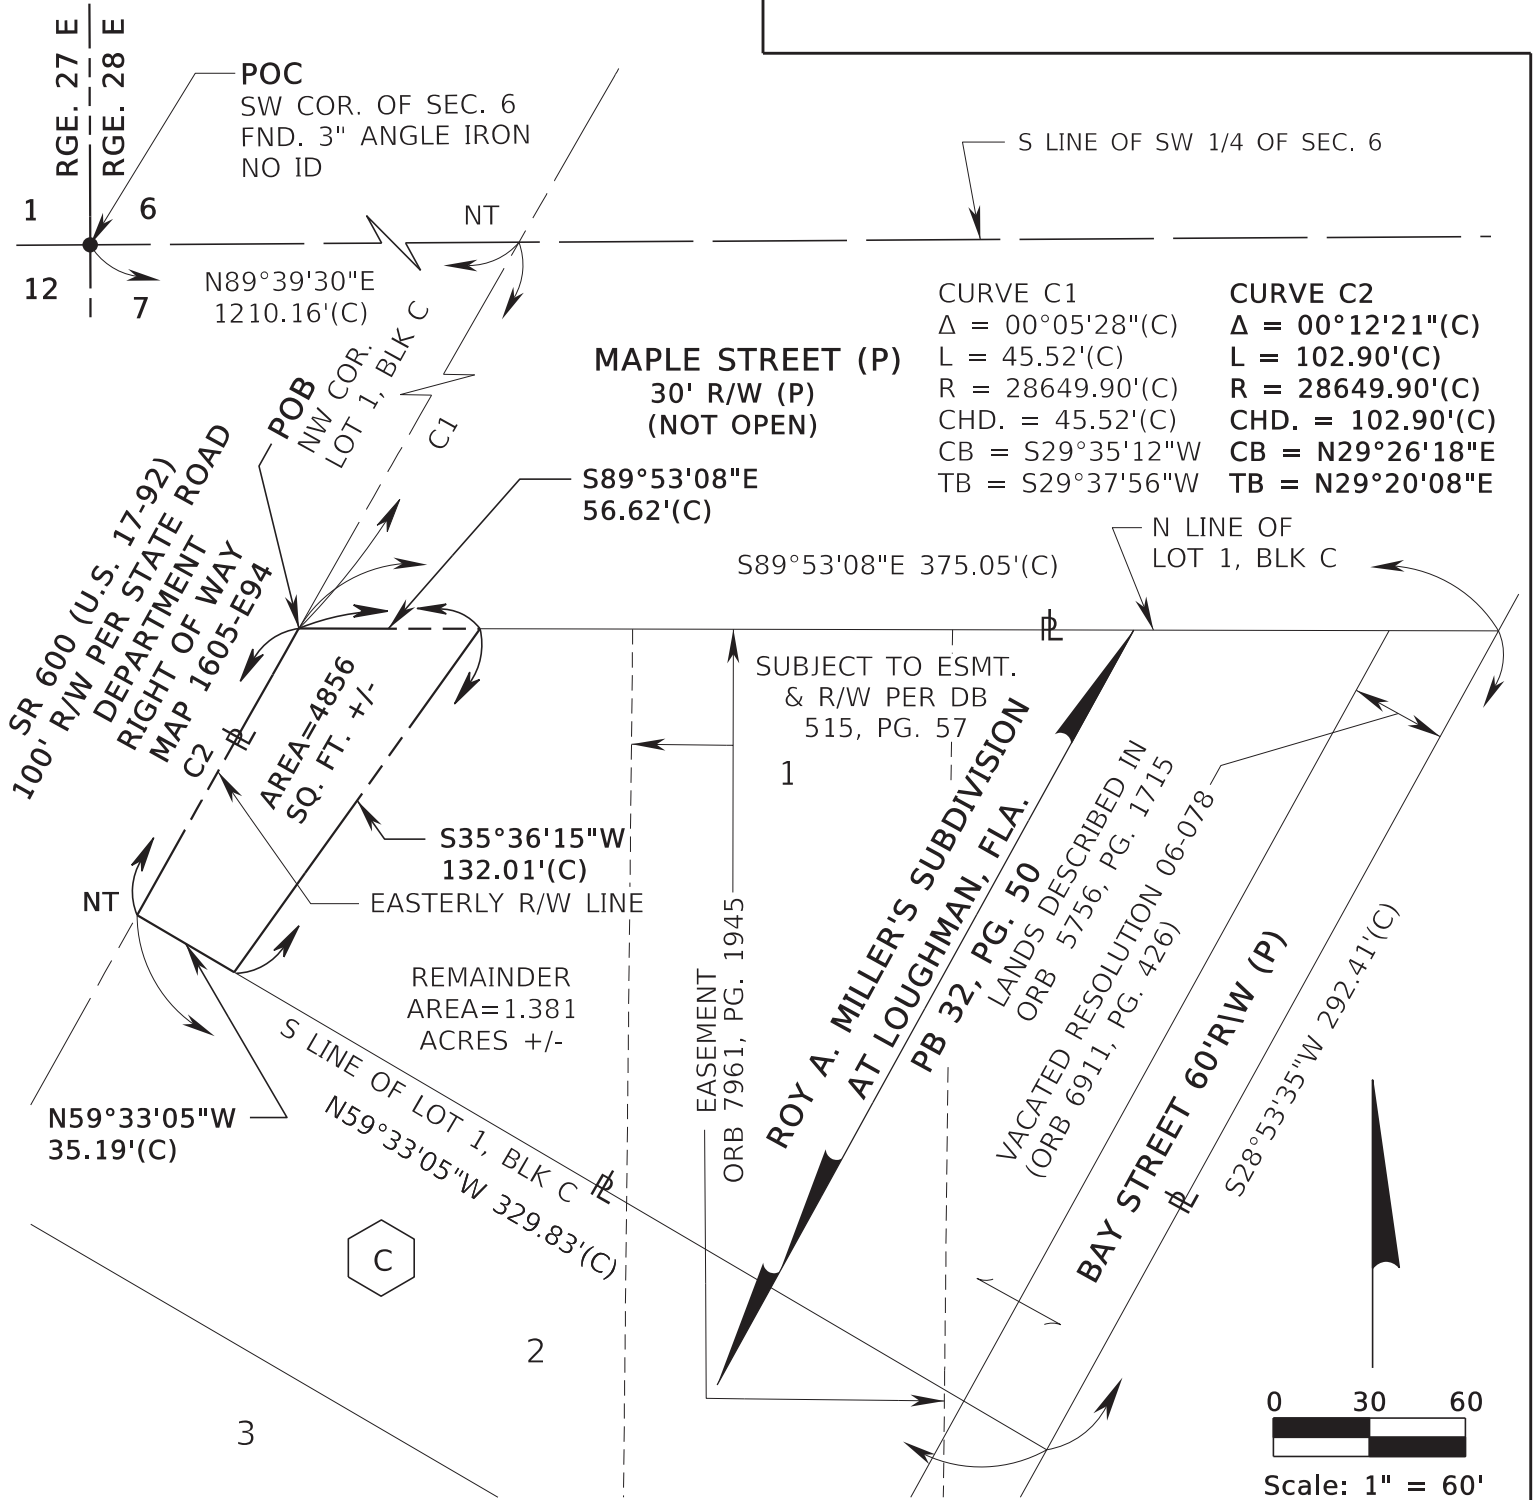 RGE. 27 E
RGE. 28 E
POC
SW COR. OF SEC. 6
FND. 3" ANGLE IRON
NO ID
S LINE OF SW 1/4 OF SEC. 6
1
6
12
7
NT
N89°39'30"E
1210.16'(C)
POB
NW COR.
LOT 1, BLK C
C1
MAPLE STREET (P)
30' R/W (P)
(NOT OPEN)
CURVE C1
Δ = 00°05'28"(C)
L = 45.52'(C)
R = 28649.90'(C)
CHD. = 45.52'(C)
CB = S29°35'12"W
TB = S29°37'56"W
CURVE C2
Δ = 00°12'21"(C)
L = 102.90'(C)
R = 28649.90'(C)
CHD. = 102.90'(C)
CB = N29°26'18"E
TB = N29°20'08"E
S89°53'08"E
56.62'(C)
N LINE OF
LOT 1, BLK C
S89°53'08"E 375.05'(C)
SR 600 (U.S. 17-92)
100' R/W PER STATE ROAD
DEPARTMENT
RIGHT OF WAY
MAP 1605-E94
C2
PL
AREA=4856
SQ. FT. +/-
PL
SUBJECT TO ESMT.
& R/W PER DB
515, PG. 57
1
S35°36'15"W
132.01'(C)
EASTERLY R/W LINE
NT
REMAINDER
AREA=1.381
ACRES +/-
N59°33'05"W
35.19'(C)
S LINE OF LOT 1, BLK C
PL
N59°33'05"W 329.83'(C)
EASEMENT
ORB 7961, PG. 1945
ROY A. MILLER'S SUBDIVISION
AT LOUGHMAN, FLA.
PB 32, PG. 50
LANDS DESCRIBED IN
ORB 5756, PG. 1715
VACATED RESOLUTION 06-078
(ORB 6911, PG. 426)
BAY STREET 60'R\W (P)
PL
S28°53'35"W 292.41'(C)
C
2
3
0 30 60
Scale: 1" = 60'